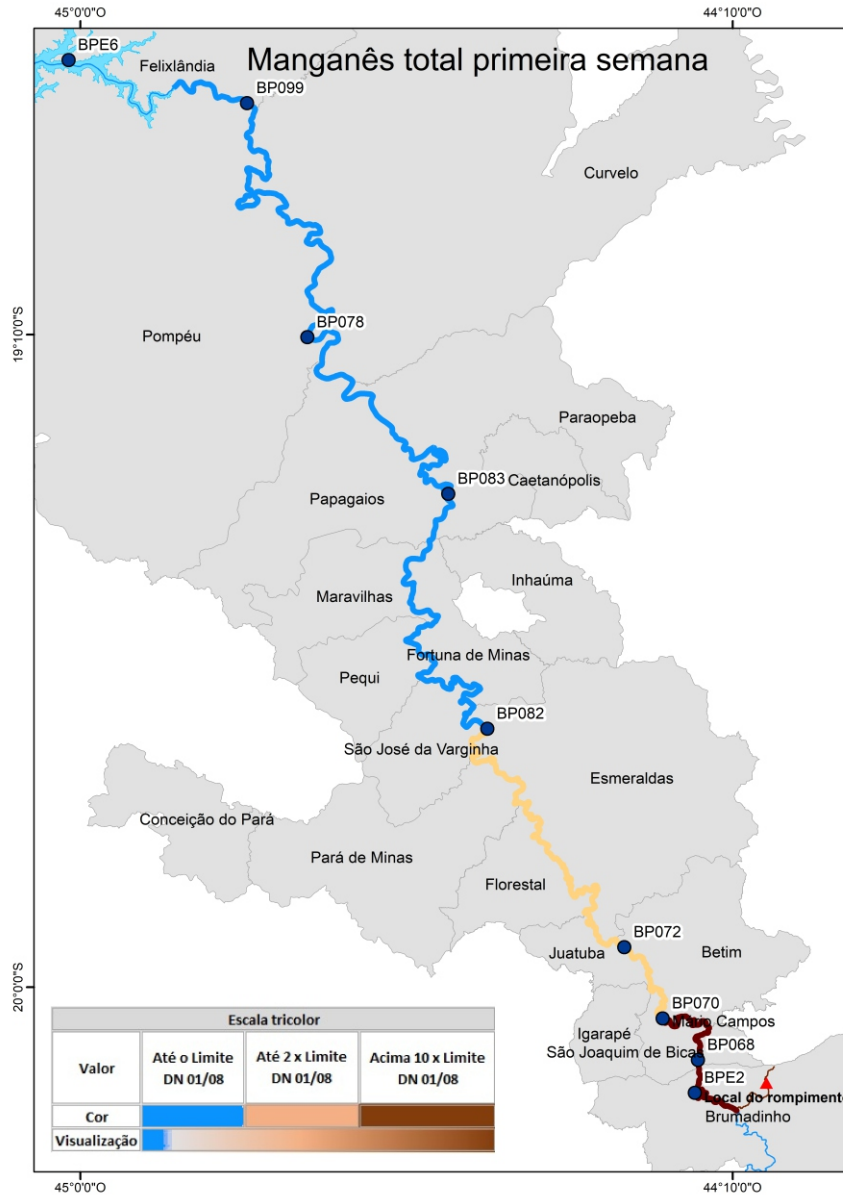 45°0'0"O
44°10'0"O
BPE6
Felixlândia
Manganês total primeira semana
BP099
Curvelo
BP078
Pompéu
19°10'0"S
Paraopeba
BP083
Caetanópolis
Papagaios
Inhaúma
Maravilhas
Fortuna de Minas
Pequi
BP082
São José da Varginha
Esmeraldas
Conceição do Pará
Pará de Minas
Florestal
BP072
Juatuba
Betim
20°0'0"S
BP070
Mário Campos
Igarapé
São Joaquim de Bicas
BP068
BPE2
Local do rompimento
Brumadinho
Escala tricolor
Valor
Até o Limite
DN 01/08
Até 2 x Limite
DN 01/08
Acima 10 x Limite
DN 01/08
Cor
Visualização
45°0'0"O
44°10'0"O